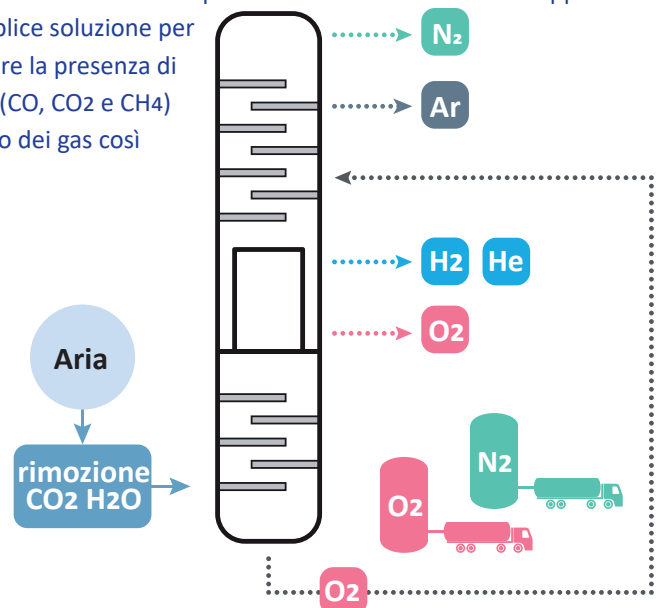 plice soluzione per
re la presenza di
(CO, CO2 e CH4)
o dei gas così
N₂
Ar
H2 He
O2
Aria
rimozione
CO2 H2O
N2
O2
O2